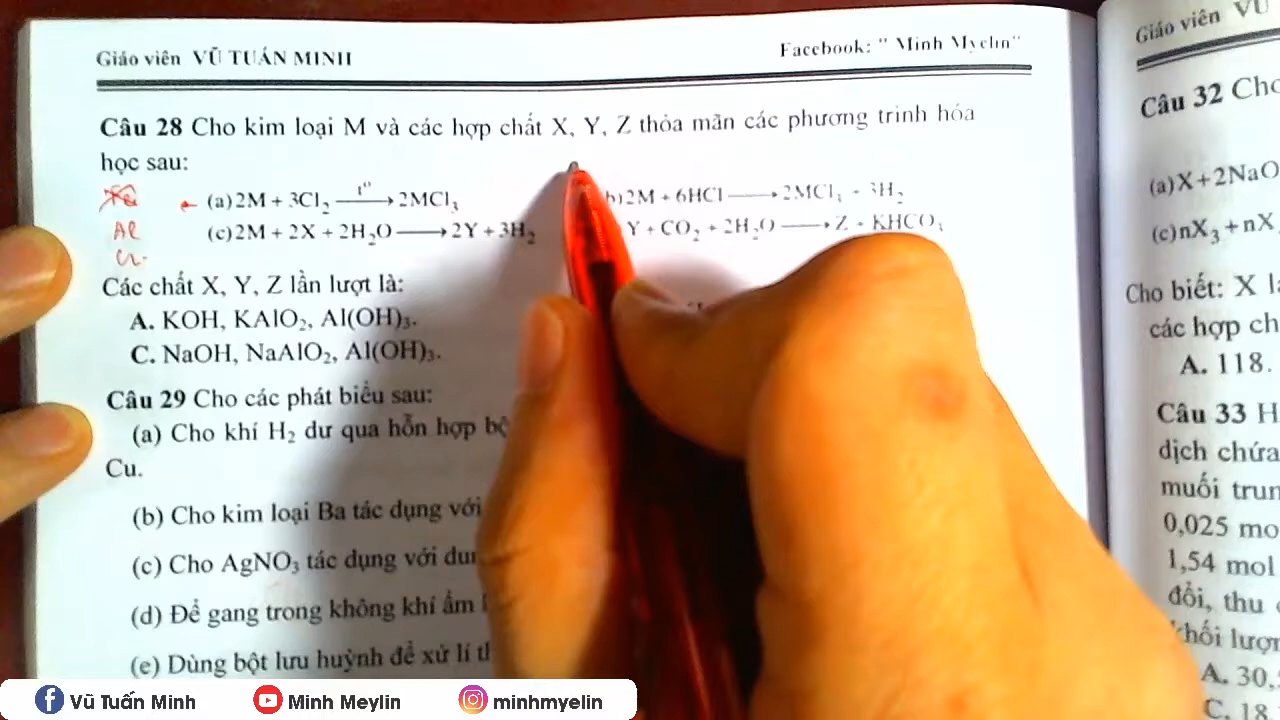 Giáo viên VŨ TUẤN MINH
Facebook: " Minh Myelin"
Câu 28 Cho kim loại M và các hợp chất X, Y, Z thỏa mãn các phương trình hóa
học sau:
(a) 2M + 3Cl₂ —t⁰→ 2MCl₃
b) 2M + 6HCl ⟶ 2MCl₃ + 3H₂
Al
(c) 2M + 2X + 2H₂O ⟶ 2Y + 3H₂
Y + CO₂ + 2H₂O ⟶ Z + KHCO₃
Cr
Các chất X, Y, Z lần lượt là:
A. KOH, KAlO₂, Al(OH)₃.
C. NaOH, NaAlO₂, Al(OH)₃.
Câu 29 Cho các phát biểu sau:
(a) Cho khí H₂ dư qua hỗn hợp
Cu.
(b) Cho kim loại Ba tác dụng với
(c) Cho AgNO₃ tác dụng với
(d) Để gang trong không khí ẩm
(e) Dùng bột lưu huỳnh để xử lí
Giáo viên VŨ
Câu 32
(a) X + 2NaO
(c) nX₃ + nX
Cho biết: X
các hợp
A. 118.
Câu 33
dịch chứa
muối
0,025
1,54 mol
đổi, thu
A. 30,
C. 18
Vũ Tuấn Minh
Minh Meylin
minhmyelin